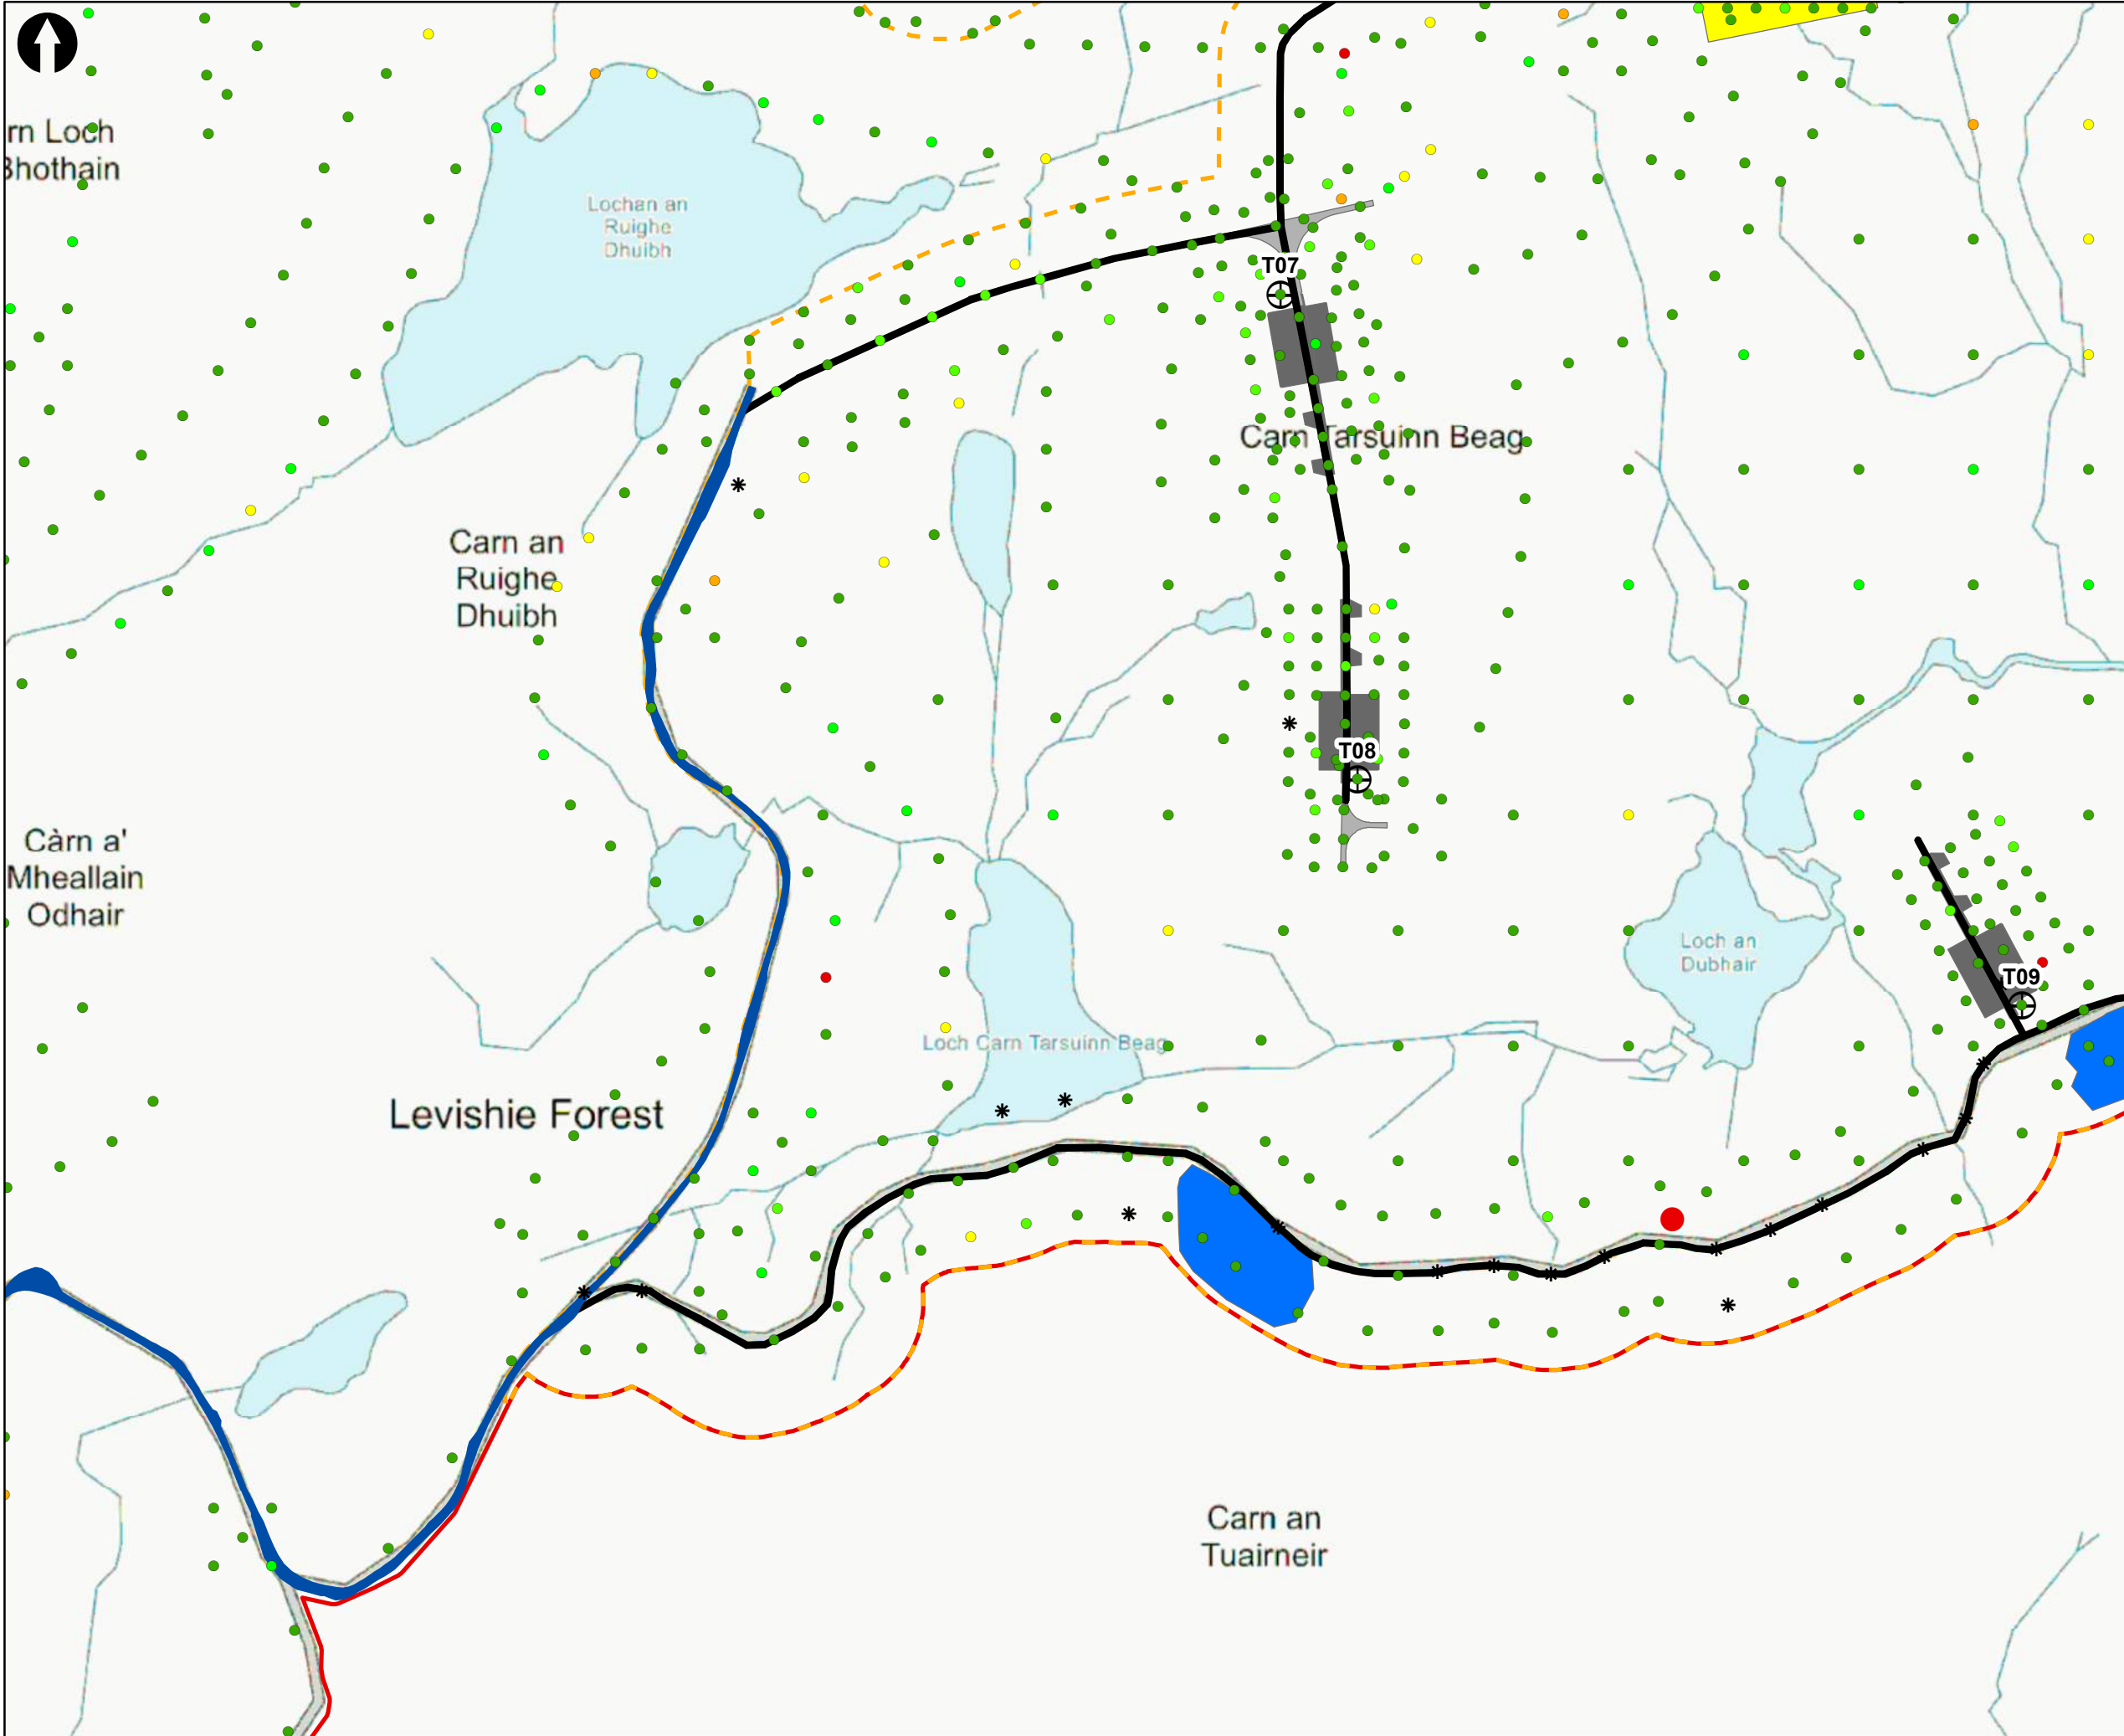 rn Loch
Bhothain
Lochan an
Ruighe
Dhuibh
T07
Carn Tarsuinn Beag
Carn an
Ruighe
Dhuibh
T08
Càrn a'
Mheallain
Odhair
Loch an
Dubhair
T09
Loch Carn Tarsuinn Beag
Levishie Forest
Carn an
Tuairneir